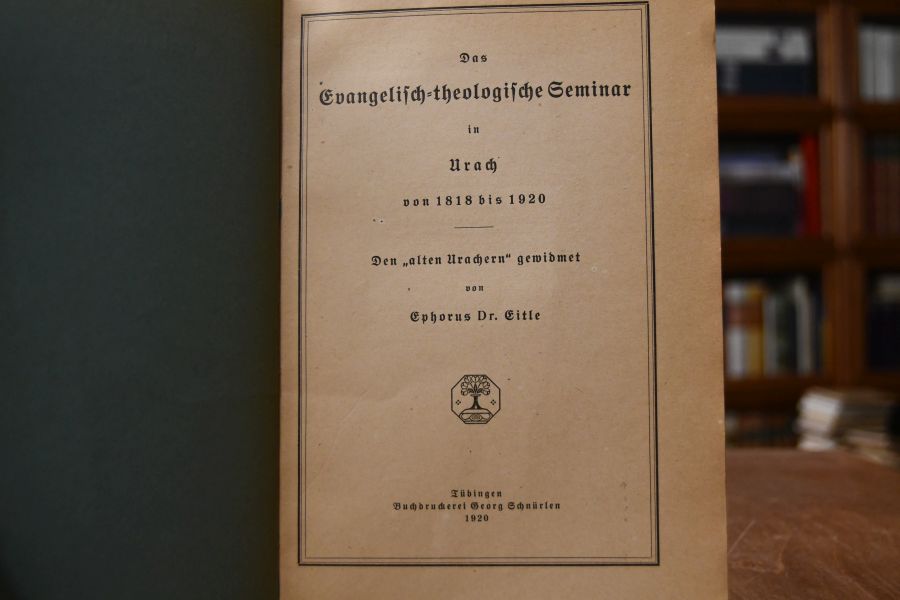 Das
Evangeliſch-theologiſche Seminar
in
Urach
von 1818 bis 1920
Den „alten Urachern“ gewidmet
von
Ephorus Dr. Eitle
Tübingen
Buchdruckerei Georg Schnürlen
1920